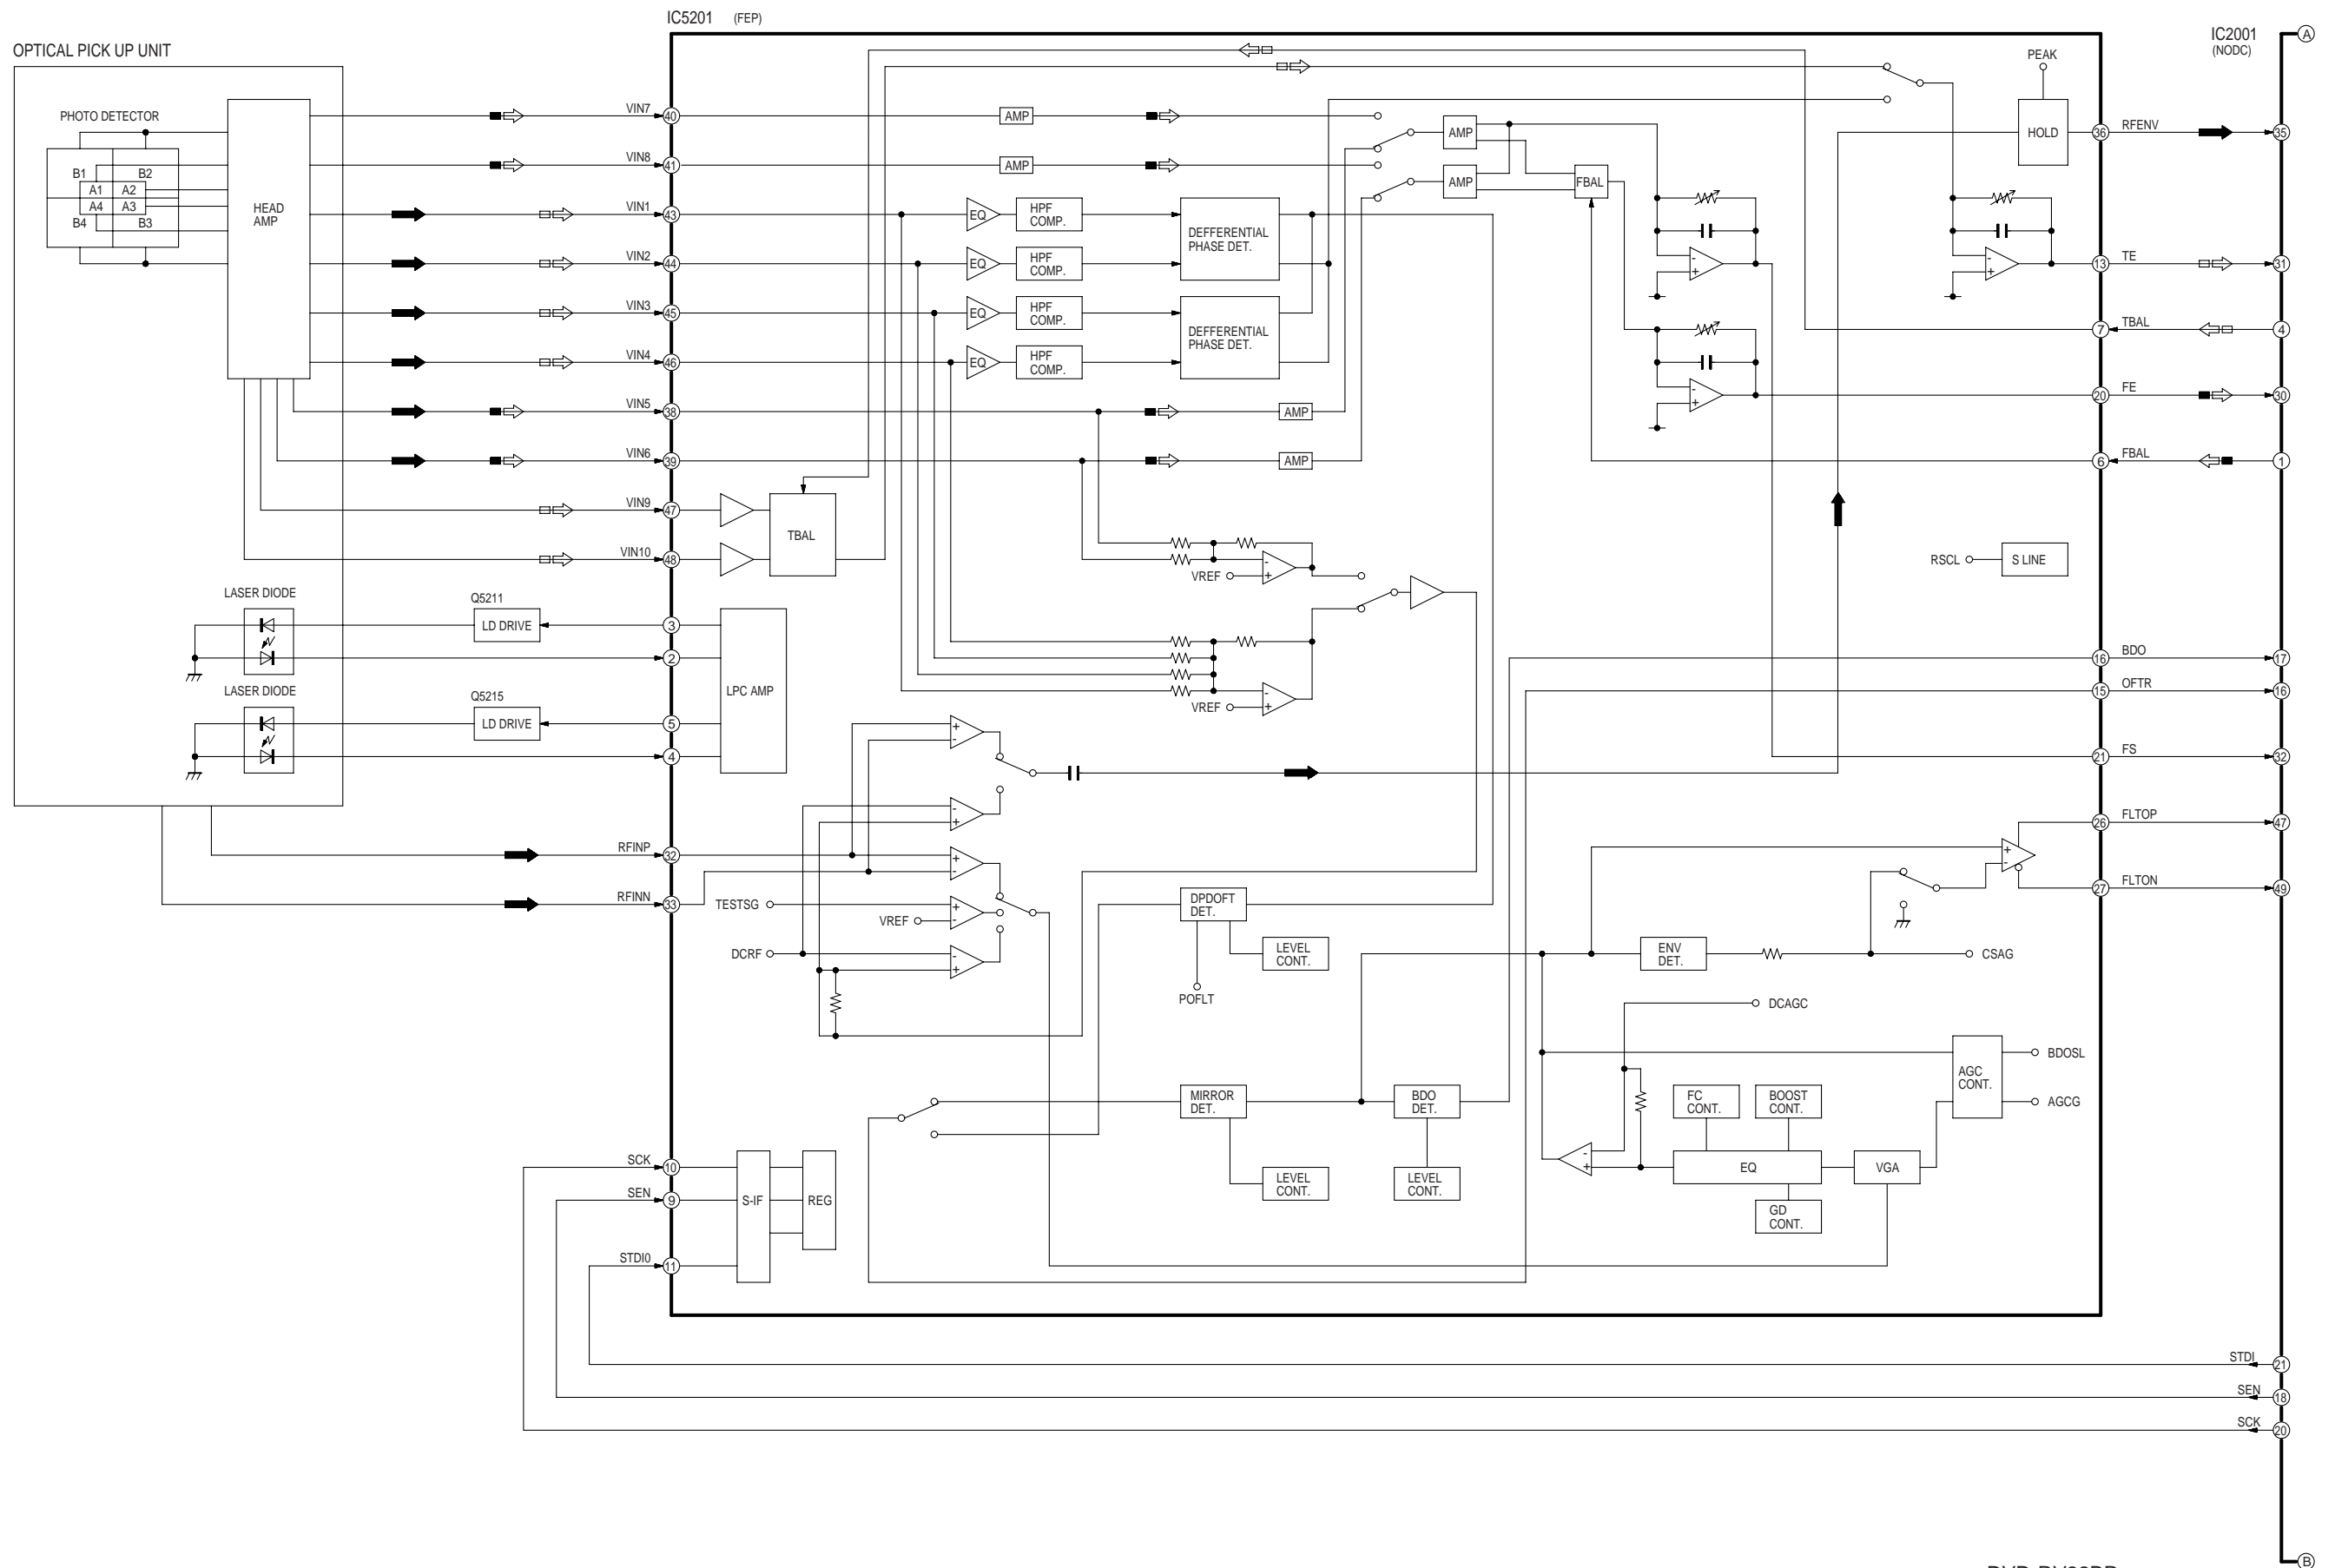 IC5201 (FEP)
IC2001
(NODC)
A
OPTICAL PICK UP UNIT
PHOTO DETECTOR
B1 B2
A1 A2
A4 A3
B4 B3
HEAD
AMP
VIN7 40
VIN8 41
VIN1 43
VIN2 44
VIN3 45
VIN4 46
VIN5 38
VIN6 39
VIN9 47
VIN10 48
AMP
AMP
EQ
HPF
COMP.
EQ
HPF
COMP.
EQ
HPF
COMP.
EQ
HPF
COMP.
DEFFERENTIAL
PHASE DET.
DEFFERENTIAL
PHASE DET.
AMP
AMP
AMP
AMP
FBAL
TBAL
PEAK
HOLD
36 RFENV 35
- +
- +
- +
13 TE 31
7 TBAL 4
20 FE 30
6 FBAL 1
RSCL S LINE
LASER DIODE
Q5211
LD DRIVE
3
2
LASER DIODE
Q5215
LD DRIVE
5
4
LPC AMP
VREF
- +
VREF
- +
+ -
- +
+ -
+ -
- +
16 BDO 17
15 OFTR 16
21 FS 32
26 FLTOP 47
27 FLTON 49
+ -
RFINP 32
RFINN 33
TESTSG
VREF
DCRF
DPDOFT
DET.
LEVEL
CONT.
POFLT
ENV
DET.
CSAG
DCAGC
AGC
CONT.
BDOSL
AGCG
MIRROR
DET.
BDO
DET.
LEVEL
CONT.
LEVEL
CONT.
FC
CONT.
BOOST
CONT.
- +
EQ
VGA
GD
CONT.
SCK 10
SEN 9
STDI0 11
S-IF
REG
STDI 21
SEN 18
SCK 20
B